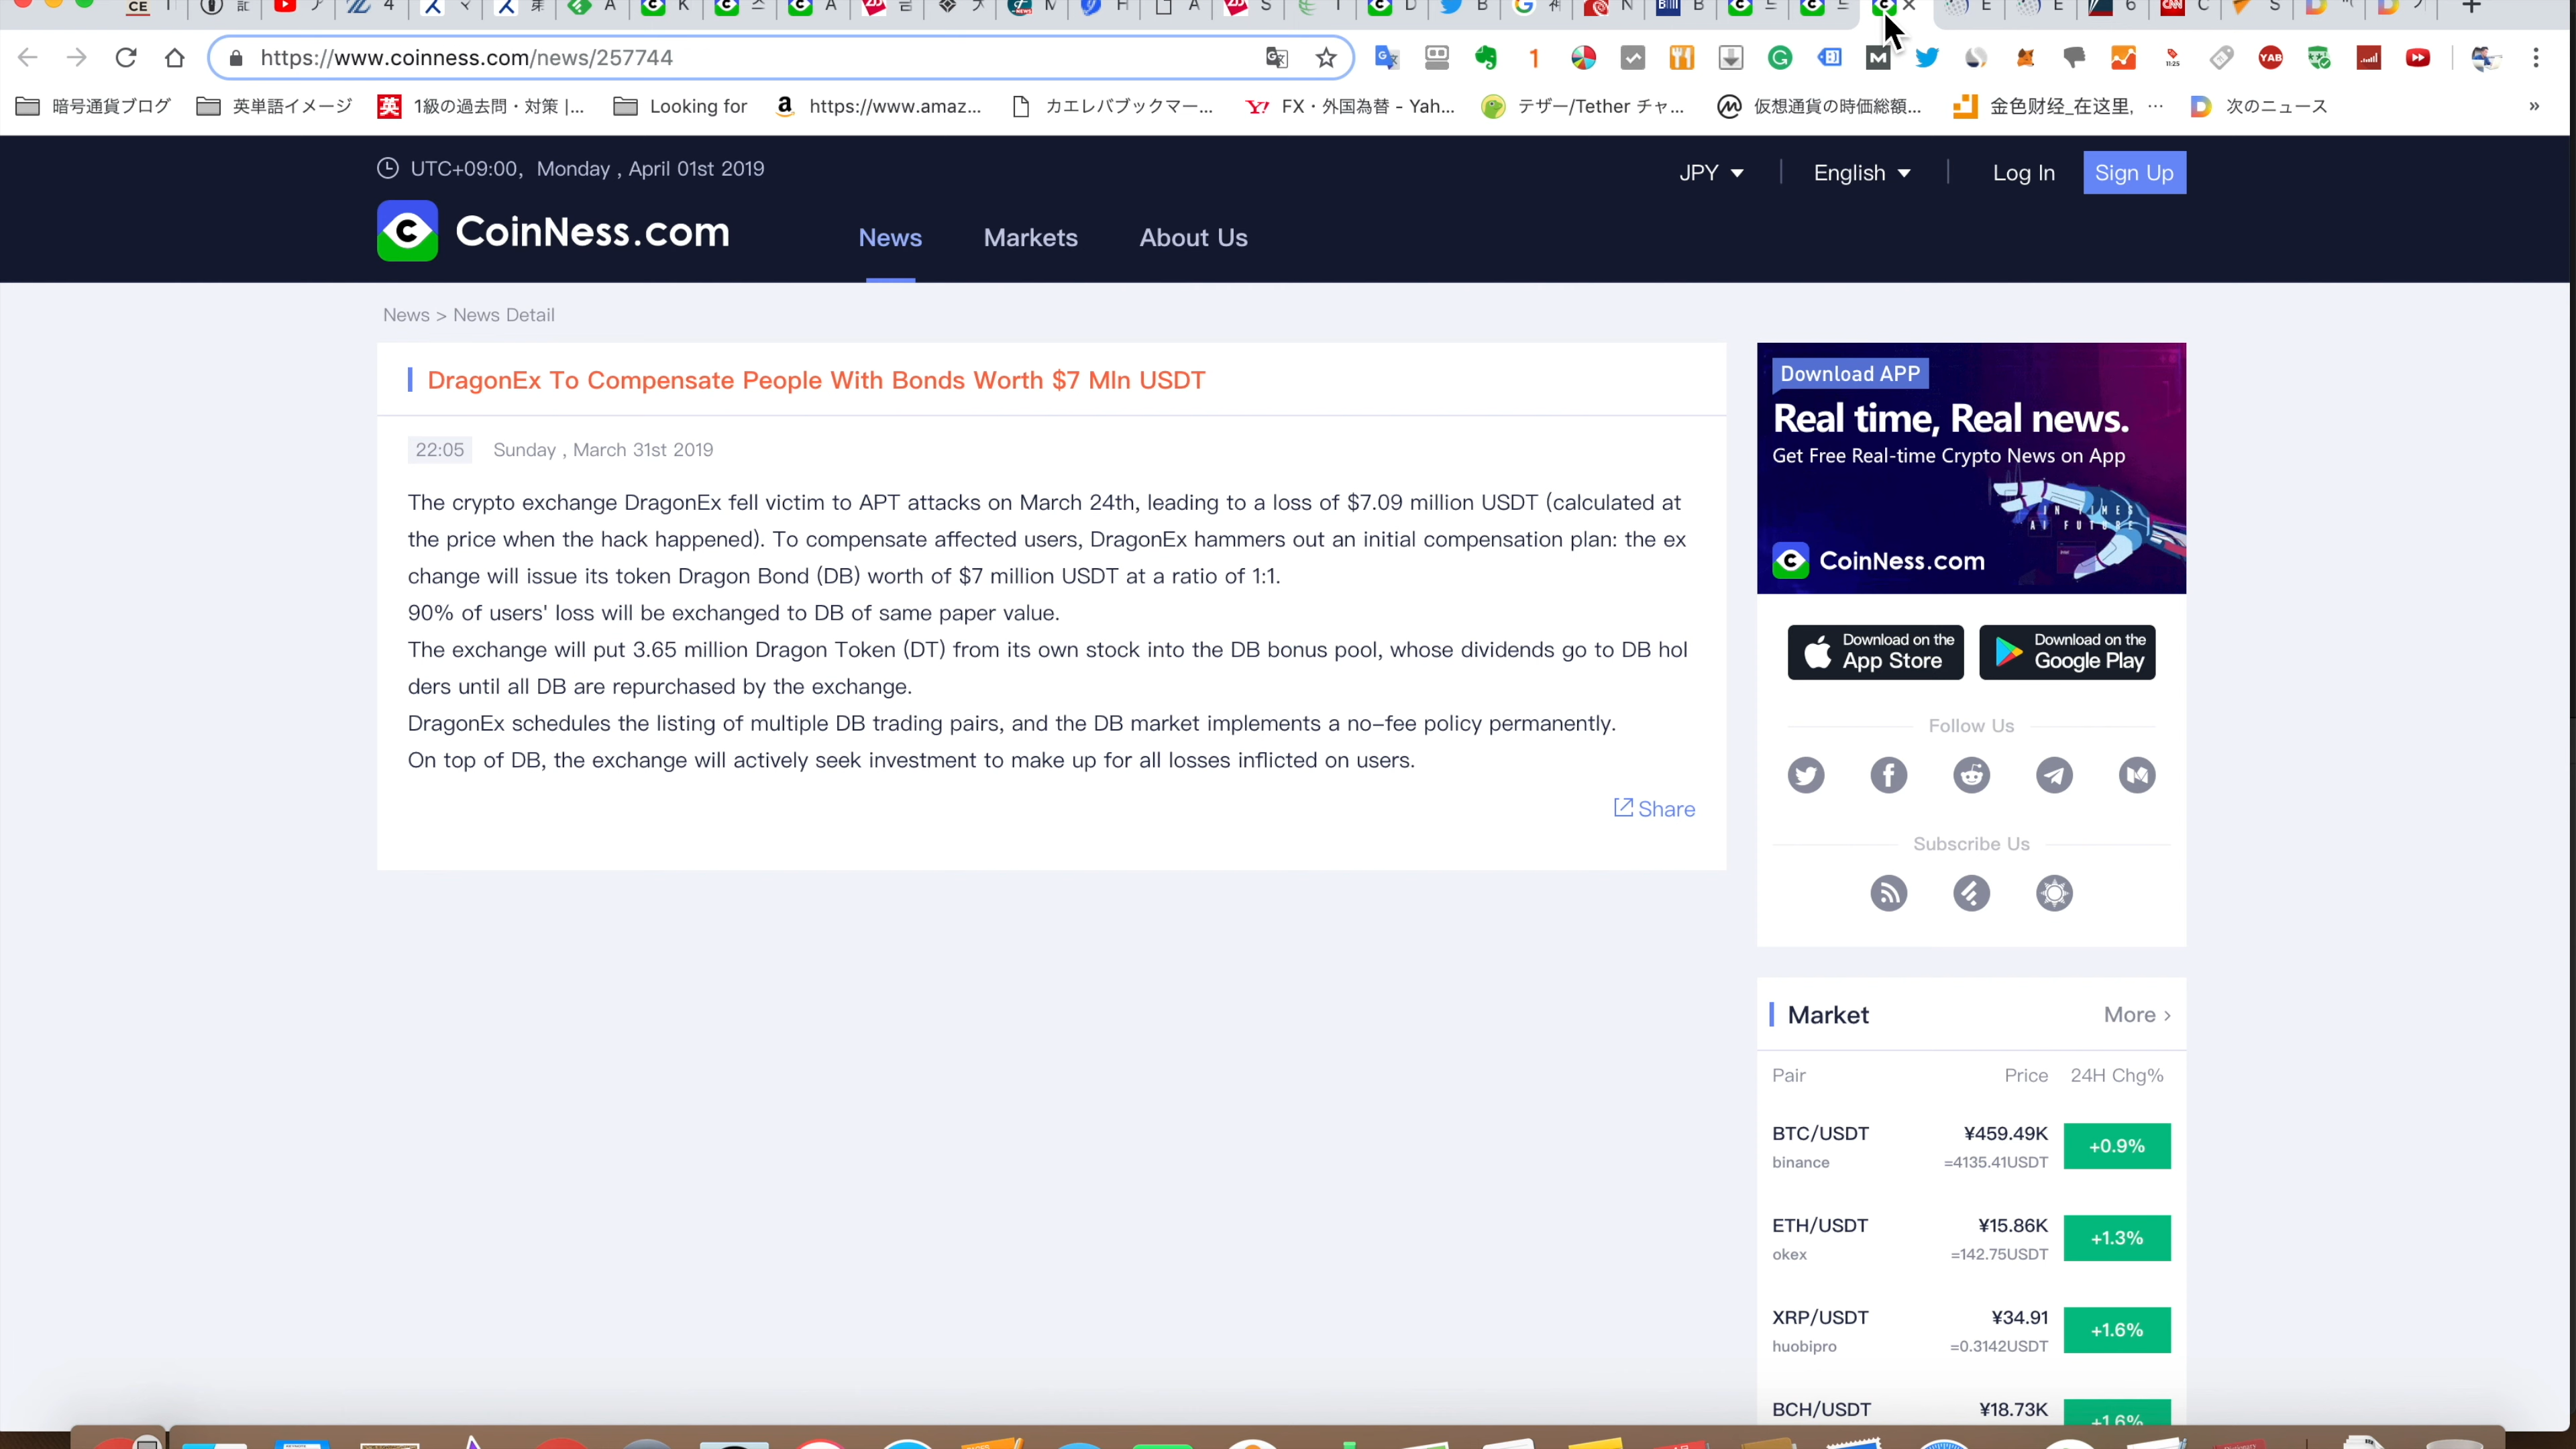 https://www.coinness.com/news/257744
暗号通貨ブログ
英単語イメージ
英 1級の過去問・対策 |...
Looking for
https://www.amaz...
カエレバブックマー...
Y! FX・外国為替 - Yah...
テザー/Tether チャ...
仮想通貨の時価総額...
金色财经_在这里, ...
次のニュース
»
UTC+09:00, Monday , April 01st 2019
JPY
English
Log In
Sign Up
CoinNess.com
News
Markets
About Us
News > News Detail
DragonEx To Compensate People With Bonds Worth $7 Mln USDT
22:05 Sunday , March 31st 2019
The crypto exchange DragonEx fell victim to APT attacks on March 24th, leading to a loss of $7.09 million USDT (calculated at
the price when the hack happened). To compensate affected users, DragonEx hammers out an initial compensation plan: the ex
change will issue its token Dragon Bond (DB) worth of $7 million USDT at a ratio of 1:1.
90% of users' loss will be exchanged to DB of same paper value.
The exchange will put 3.65 million Dragon Token (DT) from its own stock into the DB bonus pool, whose dividends go to DB hol
ders until all DB are repurchased by the exchange.
DragonEx schedules the listing of multiple DB trading pairs, and the DB market implements a no-fee policy permanently.
On top of DB, the exchange will actively seek investment to make up for all losses inflicted on users.
Share
Download APP
Real time, Real news.
Get Free Real-time Crypto News on App
IN TIMES
AI FUTURE
CoinNess.com
Download on the
App Store
Download on the
Google Play
Follow Us
Subscribe Us
Market
More >
Pair Price 24H Chg%
BTC/USDT ¥459.49K +0.9%
binance =4135.41USDT
ETH/USDT ¥15.86K +1.3%
okex =142.75USDT
XRP/USDT ¥34.91 +1.6%
huobipro =0.3142USDT
BCH/USDT ¥18.73K +1.6%